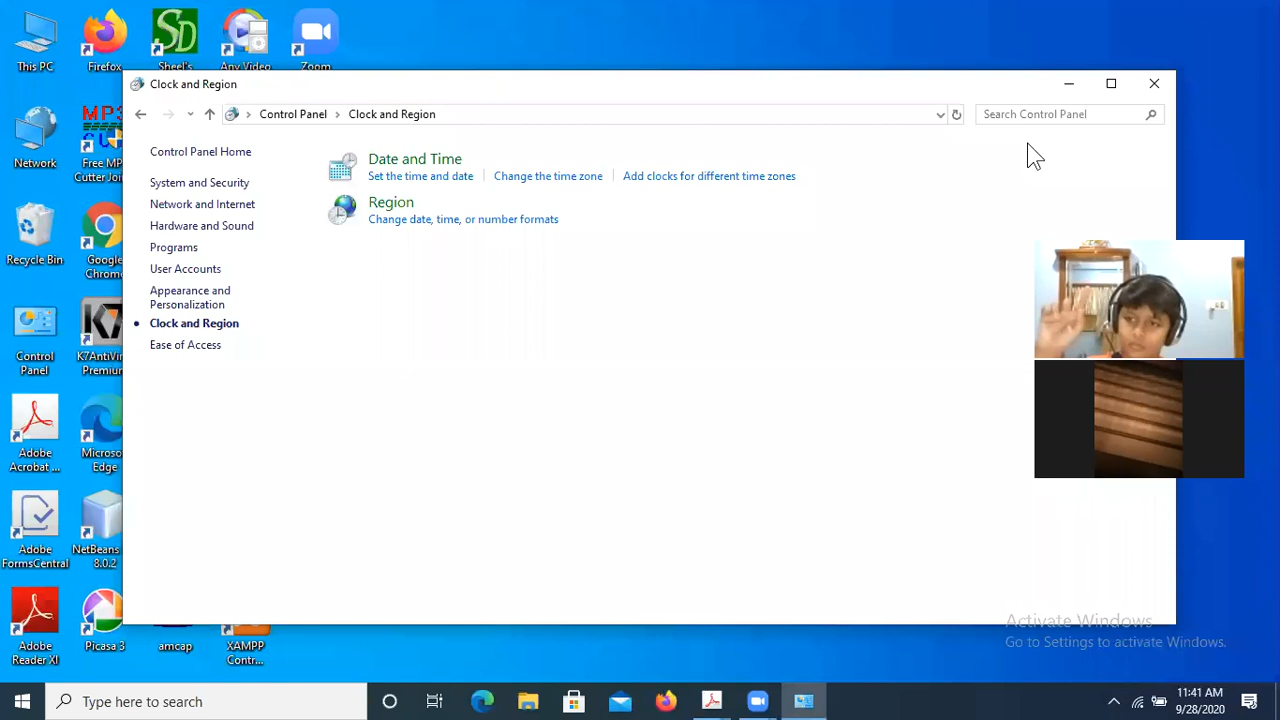 This PC
Firefox
Sheel's
Any Video
Zoom
Clock and Region
Control Panel
Clock and Region
Search Control Panel
Network
Free MP
Cutter Join
Control Panel Home
System and Security
Network and Internet
Hardware and Sound
Programs
User Accounts
Appearance and
Personalization
Clock and Region
Ease of Access
Date and Time
Set the time and date
Change the time zone
Add clocks for different time zones
Region
Change date, time, or number formats
Recycle Bin
Google
Chrome
Control
Panel
K7AntiVir
Premium
Adobe
Acrobat ...
Microso
Edge
Adobe
FormsCentral
NetBeans
8.0.2
Adobe
Reader XI
Picasa 3
amcap
XAMPP
Contr...
Activate Windows
Go to Settings to activate Windows.
Type here to search
11:41 AM
9/28/2020